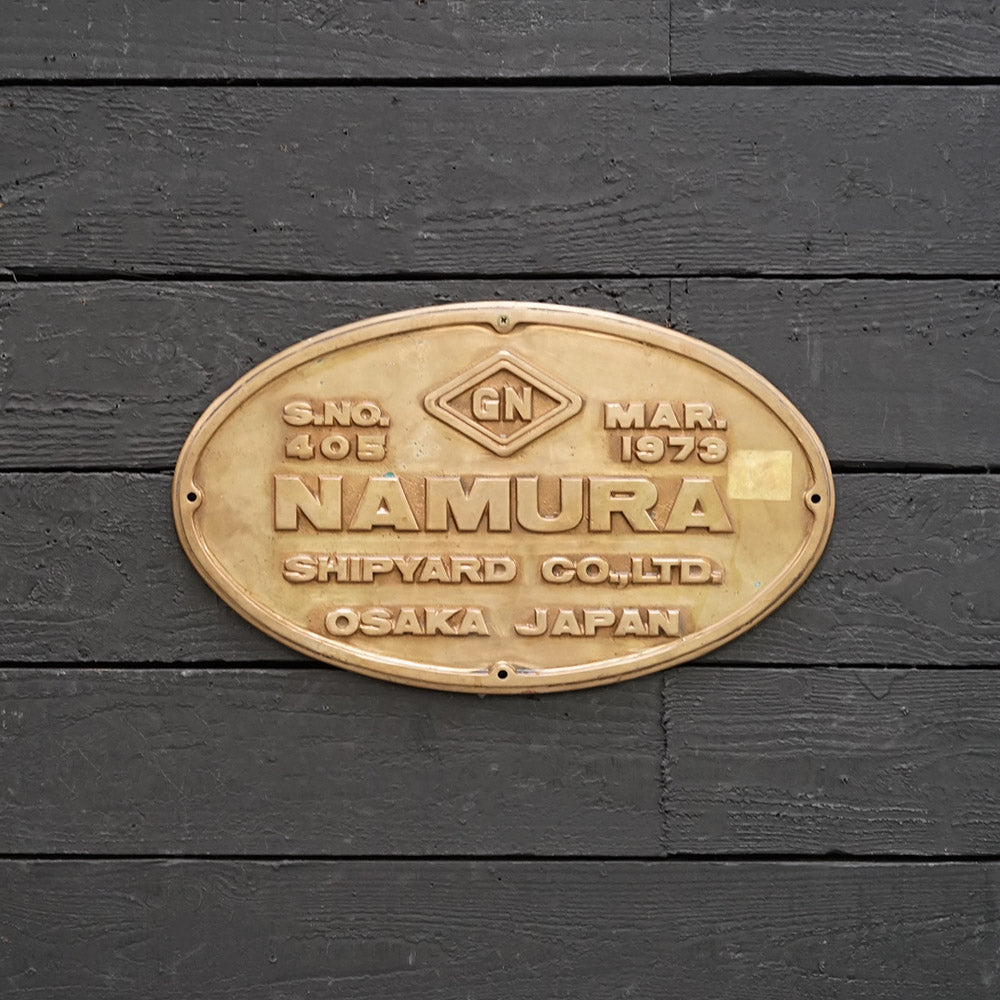 GN
S.NO. 405
MAR. 1973
NAMURA
SHIPYARD CO.,LTD.
OSAKA JAPAN